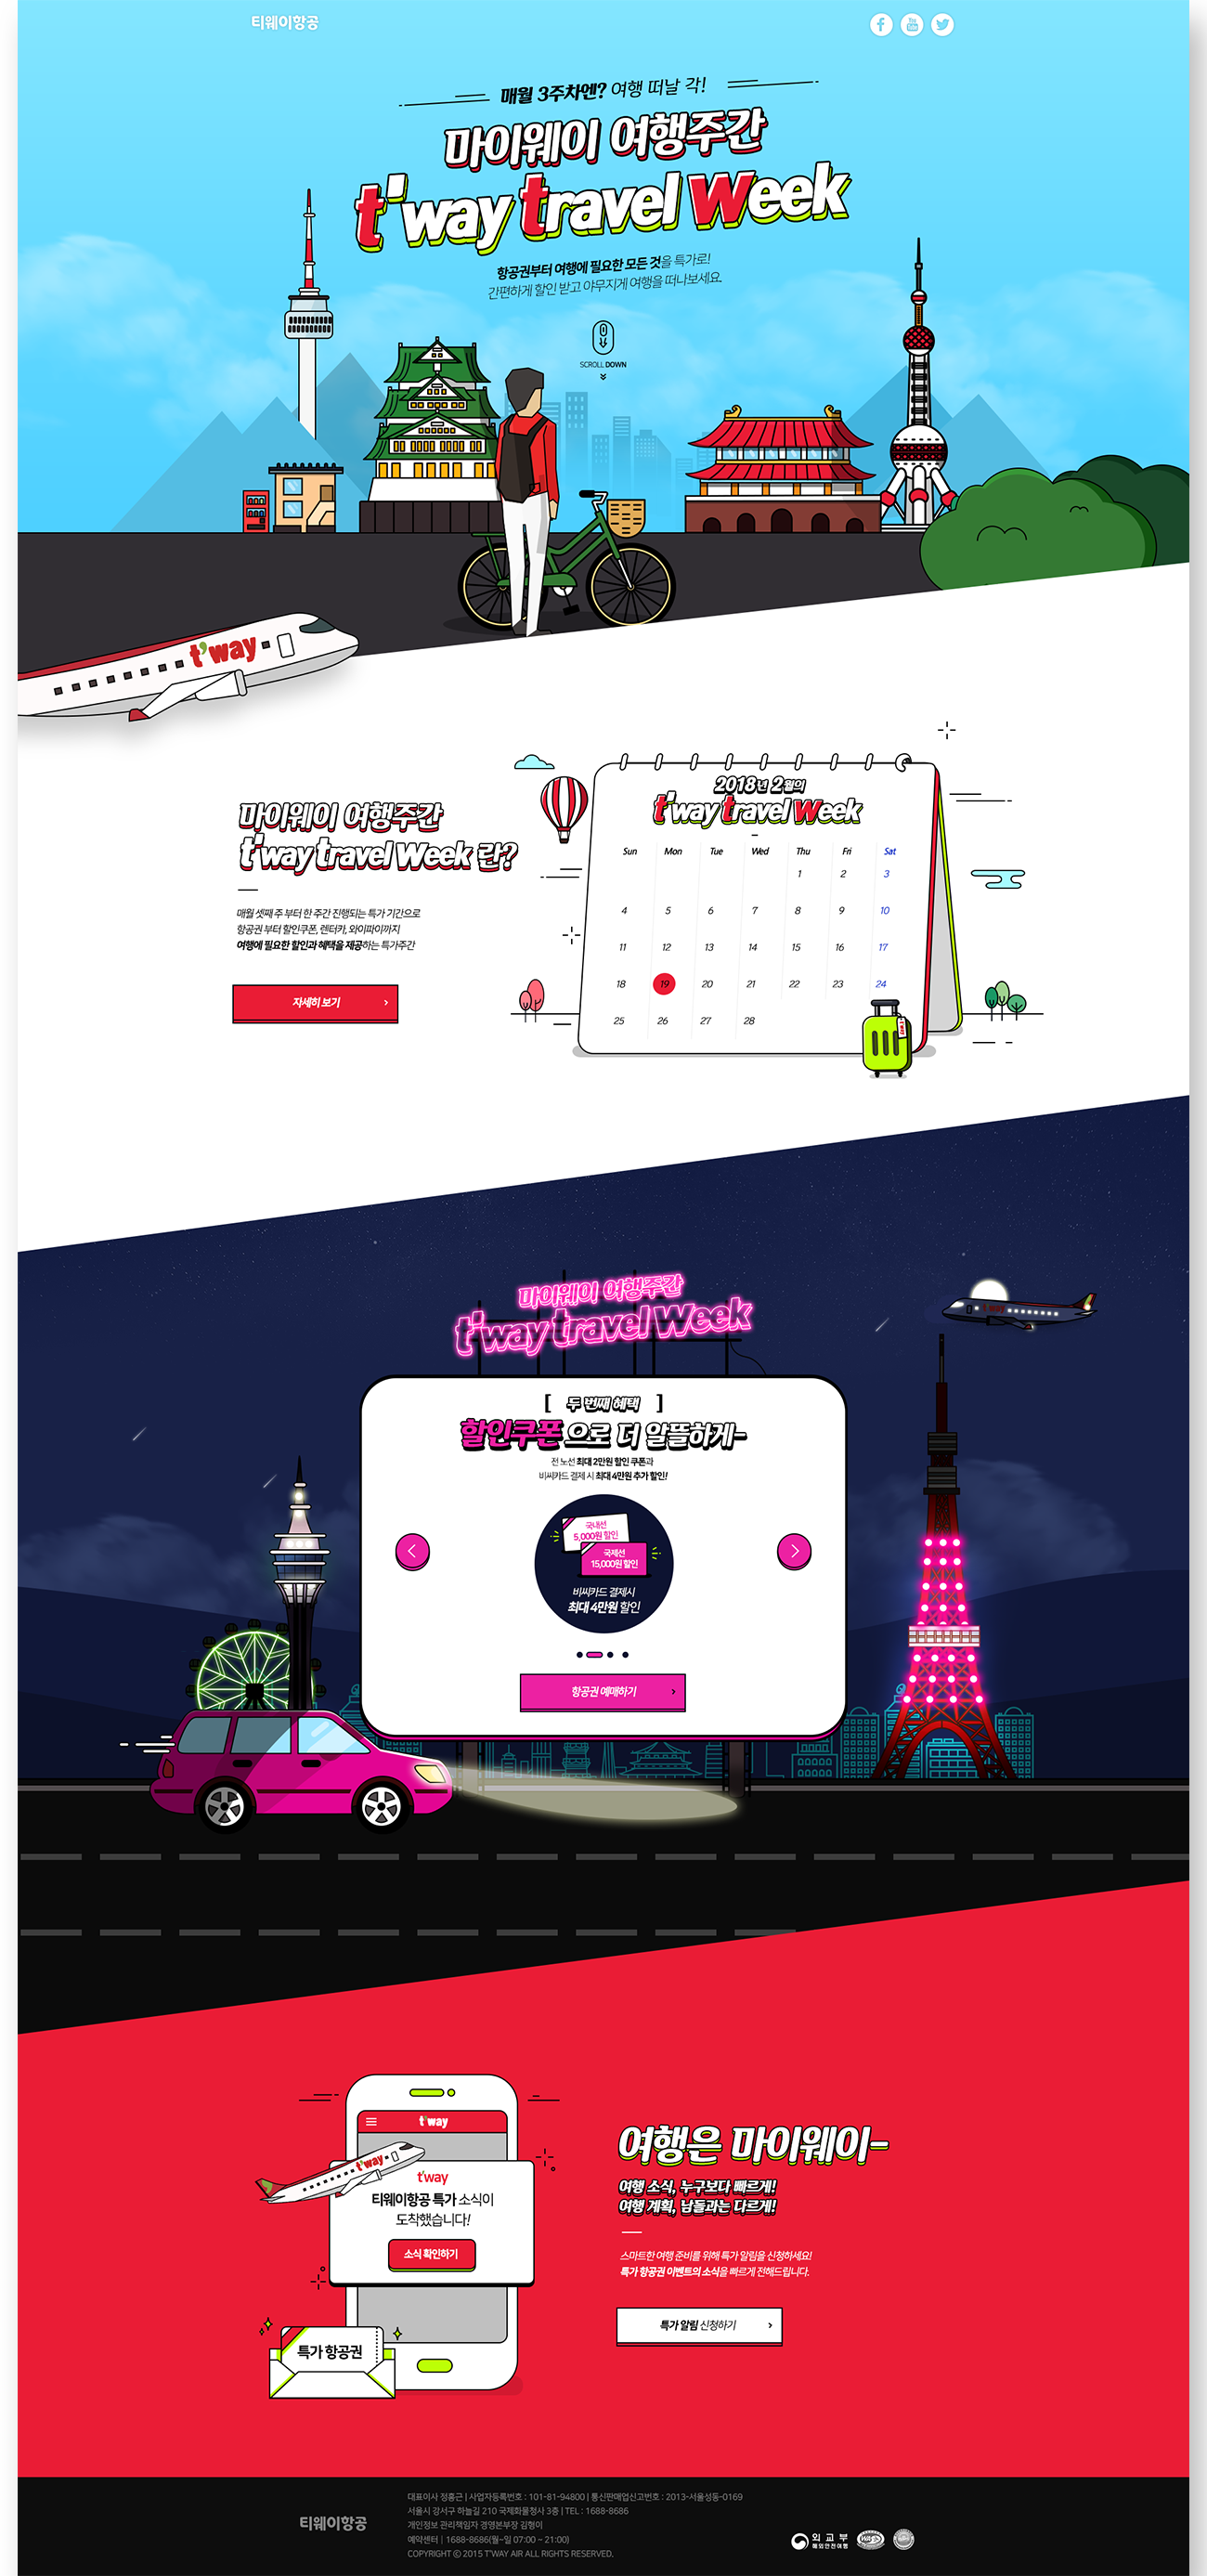 티웨이항공
매월 3주차엔? 여행 떠날 각!
마이웨이 여행주간
t'way travel Week
항공권부터 여행에 필요한 모든 것을 특가로!
간편하게 할인 받고 야무지게 여행을 떠나보세요.
SCROLL DOWN
t'way
마이웨이 여행주간
t'way travel Week 란?
매월 셋째 주 부터 한 주간 진행되는 특가 기간으로
항공권 부터 할인쿠폰, 렌터카, 와이파이까지
여행에 필요한 할인과 혜택을 제공하는 특가주간
자세히 보기
2018년 2월의
t'way travel Week
Sun Mon Tue Wed Thu Fri Sat
1 2 3
4 5 6 7 8 9 10
11 12 13 14 15 16 17
18 19 20 21 22 23 24
25 26 27 28
마이웨이 여행주간
t'way travel Week
t'way
[ 두 번째 혜택 ]
할인쿠폰으로 더 알뜰하게-
전 노선 최대 2만원 할인 쿠폰과
비씨카드 결제 시 최대 4만원 추가 할인!
국내선
5,000원 할인
국제선
15,000원 할인
비씨카드 결제시
최대 4만원 할인
항공권 예매하기
t'way
t'way
t'way
티웨이항공 특가 소식이
도착했습니다!
소식 확인하기
특가 항공권
여행은 마이웨이-
여행 소식, 누구보다 빠르게!
여행 계획, 남들과는 다르게!
스마트한 여행 준비를 위해 특가 알림을 신청하세요!
특가 항공권 이벤트의 소식을 빠르게 전해드립니다.
특가 알림 신청하기
티웨이항공
대표이사 정홍근 | 사업자등록번호 : 101-81-94800 | 통신판매업신고번호 : 2013-서울성동-0169
서울시 강서구 하늘길 210 국제화물청사 3층 | TEL : 1688-8686
개인정보 관리책임자 경영본부장 김형이
예약센터 | 1688-8686(월~일 07:00 ~ 21:00)
COPYRIGHT ⓒ 2015 T'WAY AIR ALL RIGHTS RESERVED.
외교부
해외안전여행